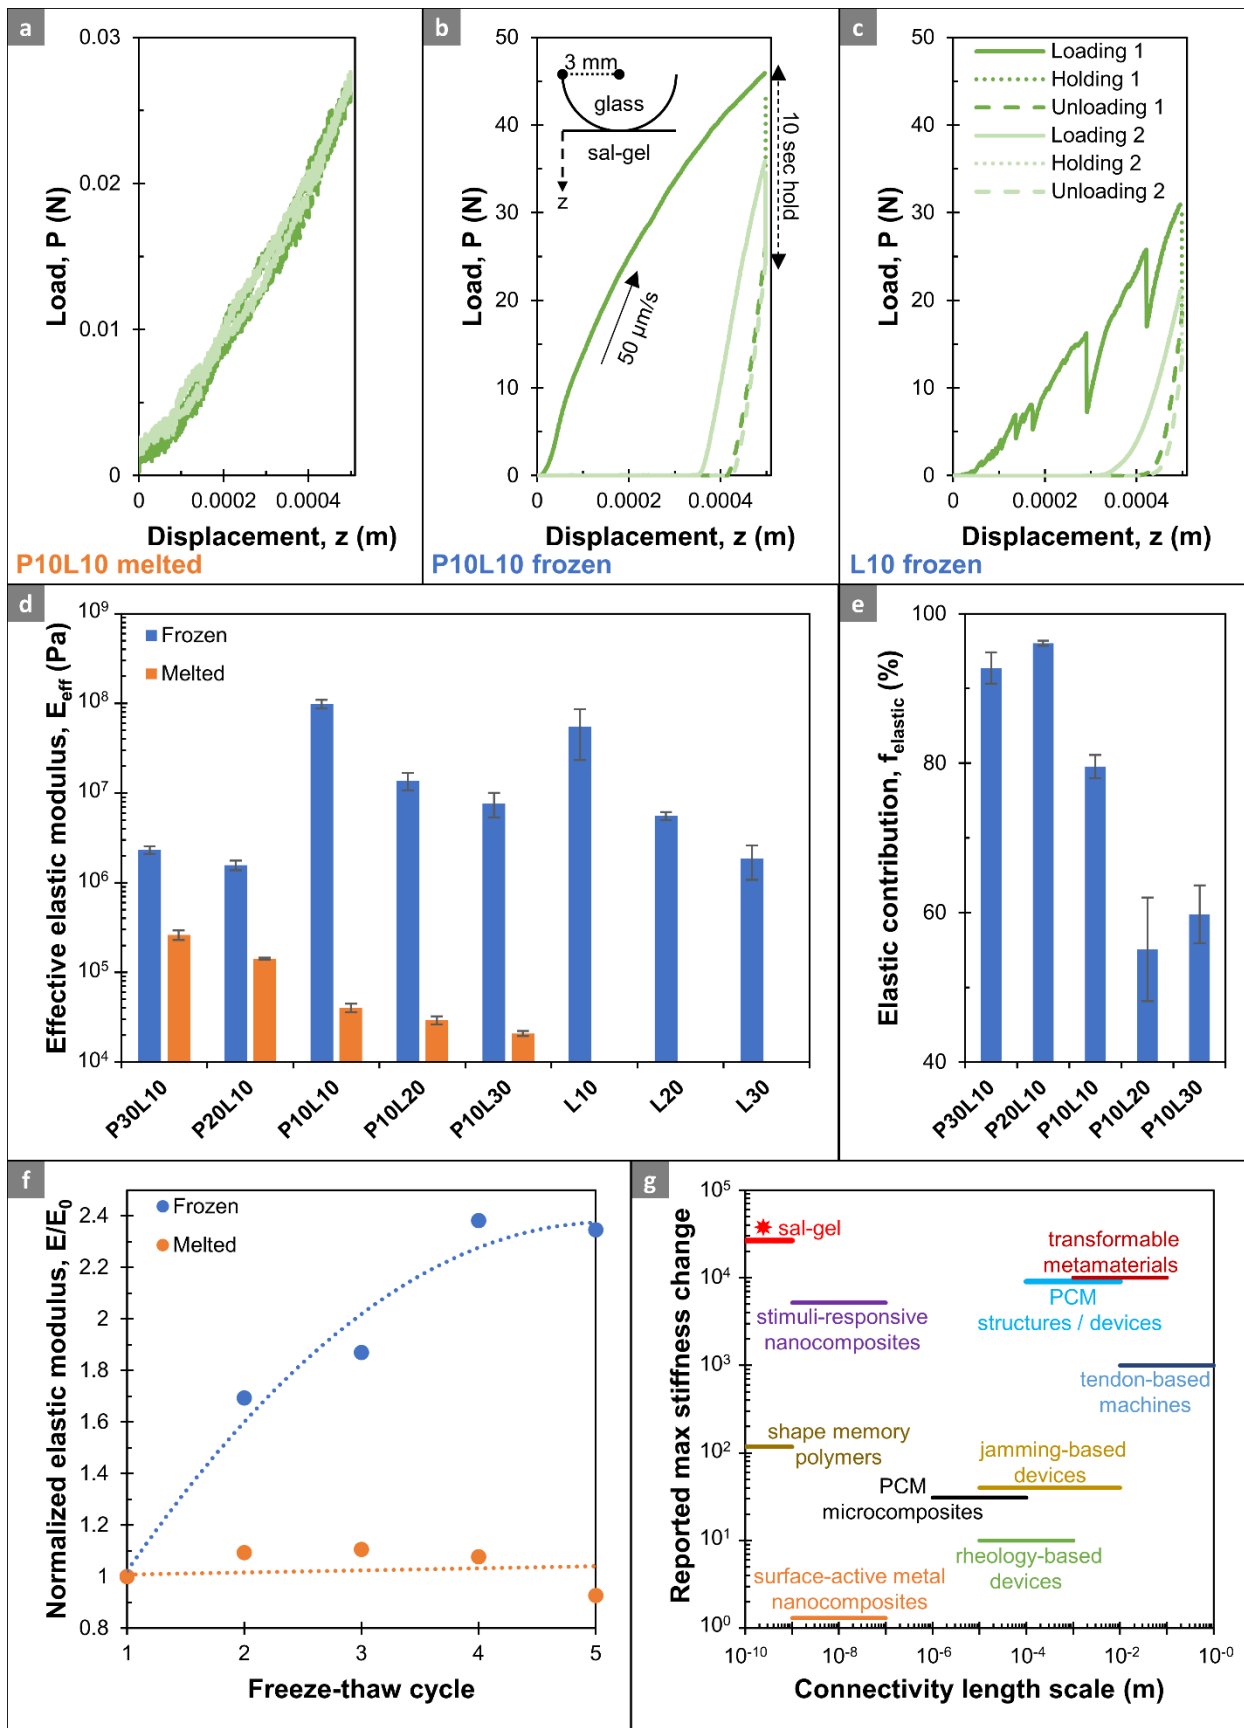 a
0.03
0.02
0.01
0
0
0.0002
0.0004
Load, P (N)
Displacement, z (m)
P10L10 melted
b
50
40
30
20
10
0
0
0.0002
0.0004
Load, P (N)
3 mm
glass
sal-gel
z
50 µm/s
10 sec hold
Displacement, z (m)
P10L10 frozen
c
50
40
30
20
10
0
0
0.0002
0.0004
Load, P (N)
Loading 1
Holding 1
Unloading 1
Loading 2
Holding 2
Unloading 2
Displacement, z (m)
L10 frozen
d
10⁹
10⁸
10⁷
10⁶
10⁵
10⁴
Effective elastic modulus, E_eff (Pa)
Frozen
Melted
P30L10
P20L10
P10L10
P10L20
P10L30
L10
L20
L30
e
100
80
60
40
Elastic contribution, f_elastic (%)
P30L10
P20L10
P10L10
P10L20
P10L30
f
2.4
2.2
2
1.8
1.6
1.4
1.2
1
0.8
Normalized elastic modulus, E/E₀
Frozen
Melted
1
2
3
4
5
Freeze-thaw cycle
g
10⁵
10⁴
10³
10²
10¹
10⁰
Reported max stiffness change
sal-gel
transformable
metamaterials
PCM
structures / devices
stimuli-responsive
nanocomposites
tendon-based
machines
shape memory
polymers
jamming-based
devices
PCM
microcomposites
rheology-based
devices
surface-active metal
nanocomposites
10⁻¹⁰
10⁻⁸
10⁻⁶
10⁻⁴
10⁻²
10⁻⁰
Connectivity length scale (m)